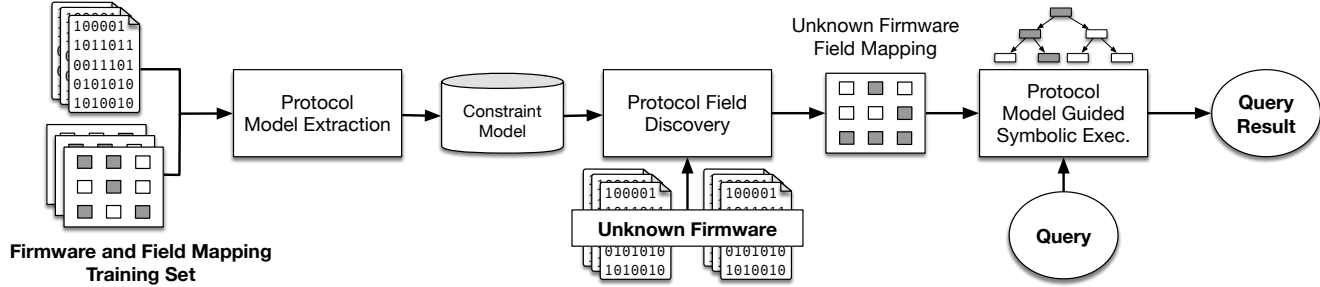 100001
1011011
0011101
0101010
1010010
Firmware and Field Mapping
Training Set
Protocol
Model Extraction
Constraint
Model
Protocol Field
Discovery
100001
100001
Unknown Firmware
0101010
0101010
1010010
1010010
Unknown Firmware
Field Mapping
Protocol
Model Guided
Symbolic Exec.
Query
Query
Result